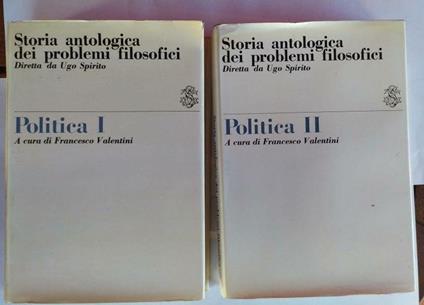 Storia antologica
dei problemi filosofici
Diretta da Ugo Spirito
Politica I
A cura di Francesco Valentini
Storia antologica
dei problemi filosofici
Diretta da Ugo Spirito
Politica II
A cura di Francesco Valentini